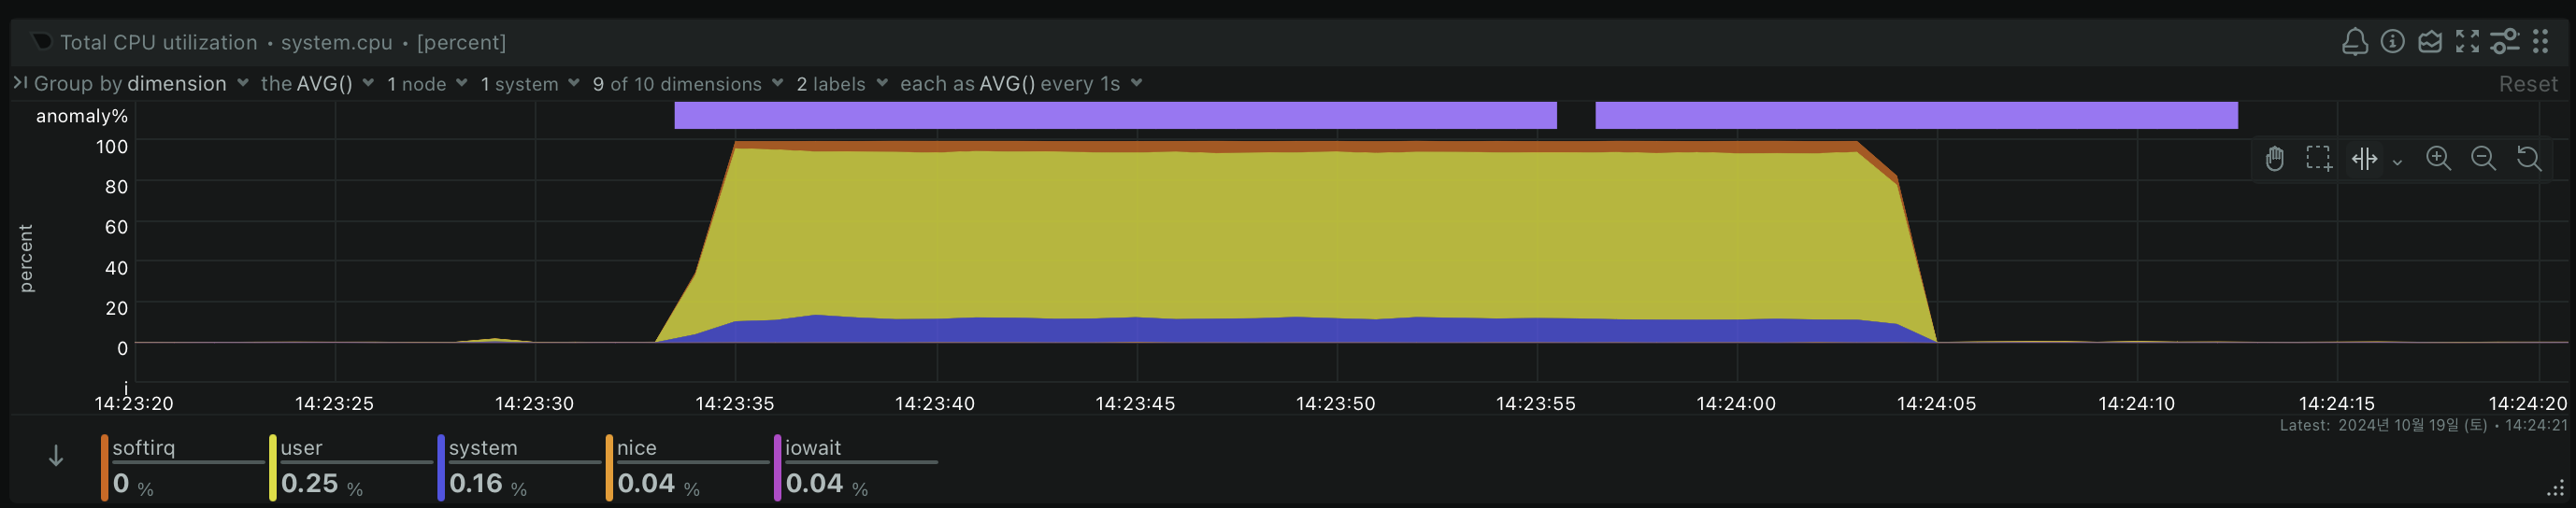 Total CPU utilization • system.cpu • [percent]
Group by dimension the AVG() 1 node 1 system 9 of 10 dimensions 2 labels each as AVG() every 1s Reset
anomaly%
100
80
60
40
20
0
percent
14:23:20 14:23:25 14:23:30 14:23:35 14:23:40 14:23:45 14:23:50 14:23:55 14:24:00 14:24:05 14:24:10 14:24:15 14:24:20
Latest: 2024년 10월 19일 (토) • 14:24:21
softirq user system nice iowait
0 % 0.25 % 0.16 % 0.04 % 0.04 %